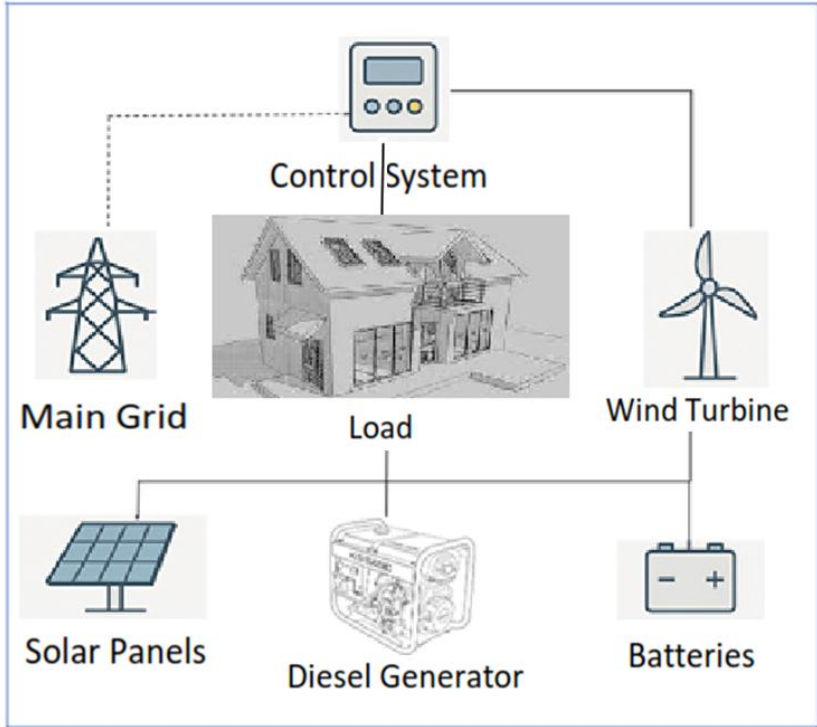 Control System
Main Grid
Load
Wind Turbine
Solar Panels
Diesel Generator
Batteries